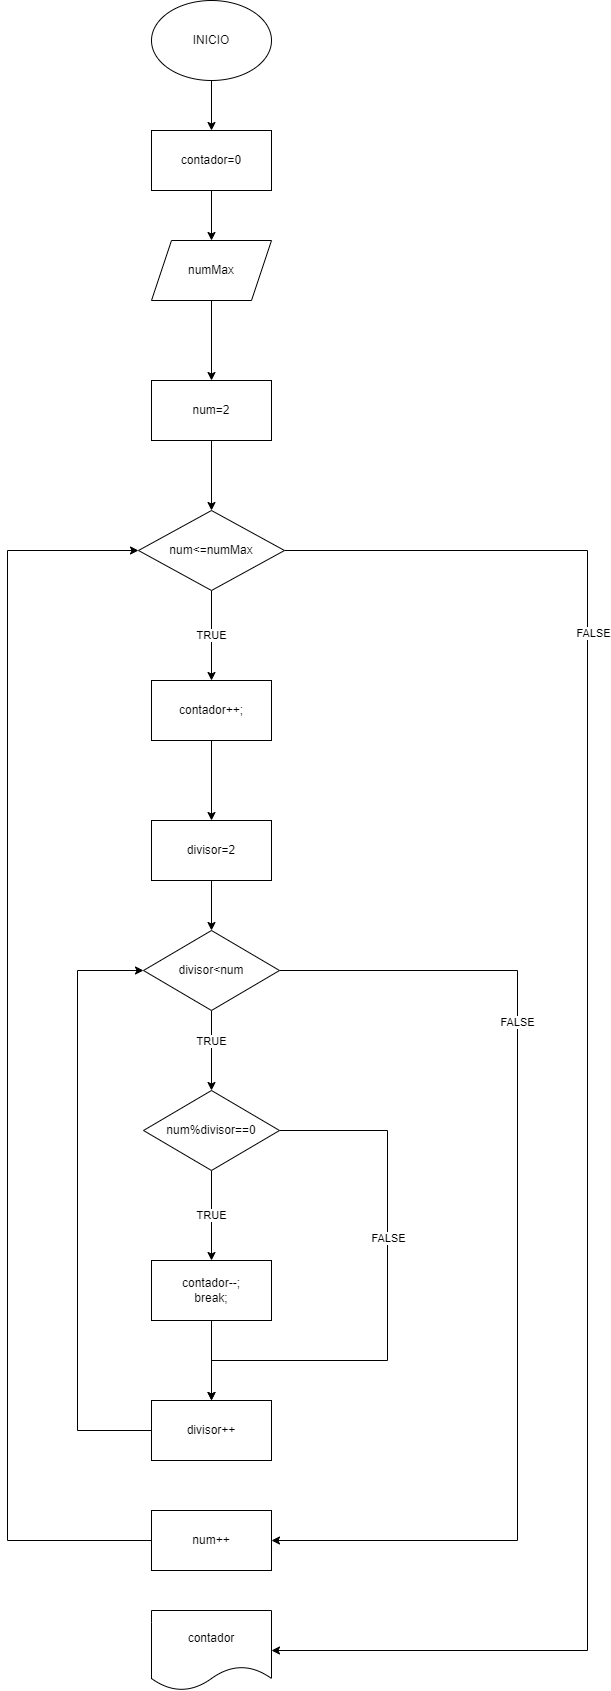 INICIO
contador=0
numMax
num=2
num<=numMax
FALSE
TRUE
contador++;
divisor=2
divisor<num
FALSE
TRUE
num%divisor==0
TRUE
FALSE
contador--;
break;
divisor++
num++
contador